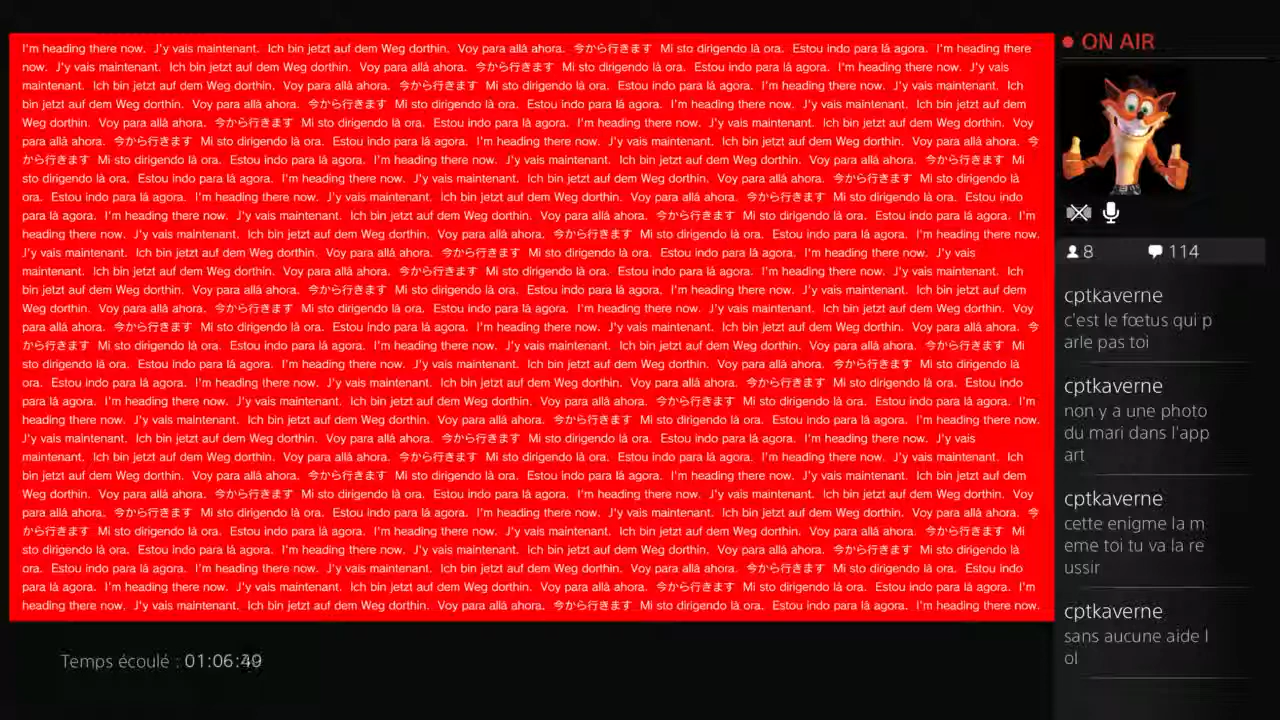 I'm heading there now. J'y vais maintenant. Ich bin jetzt auf dem Weg dorthin. Voy para allá ahora. 今から行きます Mi sto dirigendo là ora. Estou indo para lá agora. I'm heading there
now. J'y vais maintenant. Ich bin jetzt auf dem Weg dorthin. Voy para allá ahora. 今から行きます Mi sto dirigendo là ora. Estou indo para lá agora. I'm heading there now. J'y vais
maintenant. Ich bin jetzt auf dem Weg dorthin. Voy para allá ahora. 今から行きます Mi sto dirigendo là ora. Estou indo para lá agora. I'm heading there now. J'y vais maintenant. Ich
bin jetzt auf dem Weg dorthin. Voy para allá ahora. 今から行きます Mi sto dirigendo là ora. Estou indo para lá agora. I'm heading there now. J'y vais maintenant. Ich bin jetzt auf dem
Weg dorthin. Voy para allá ahora. 今から行きます Mi sto dirigendo là ora. Estou indo para lá agora. I'm heading there now. J'y vais maintenant. Ich bin jetzt auf dem Weg dorthin. Voy
para allá ahora. 今から行きます Mi sto dirigendo là ora. Estou indo para lá agora. I'm heading there now. J'y vais maintenant. Ich bin jetzt auf dem Weg dorthin. Voy para allá ahora. 今
から行きます Mi sto dirigendo là ora. Estou indo para lá agora. I'm heading there now. J'y vais maintenant. Ich bin jetzt auf dem Weg dorthin. Voy para allá ahora. 今から行きます Mi
sto dirigendo là ora. Estou indo para lá agora. I'm heading there now. J'y vais maintenant. Ich bin jetzt auf dem Weg dorthin. Voy para allá ahora. 今から行きます Mi sto dirigendo là
ora. Estou indo para lá agora. I'm heading there now. J'y vais maintenant. Ich bin jetzt auf dem Weg dorthin. Voy para allá ahora. 今から行きます Mi sto dirigendo là ora. Estou indo
para lá agora. I'm heading there now. J'y vais maintenant. Ich bin jetzt auf dem Weg dorthin. Voy para allá ahora. 今から行きます Mi sto dirigendo là ora. Estou indo para lá agora. I'm
heading there now. J'y vais maintenant. Ich bin jetzt auf dem Weg dorthin. Voy para allá ahora. 今から行きます Mi sto dirigendo là ora. Estou indo para lá agora. I'm heading there now.
J'y vais maintenant. Ich bin jetzt auf dem Weg dorthin. Voy para allá ahora. 今から行きます Mi sto dirigendo là ora. Estou indo para lá agora. I'm heading there now. J'y vais
maintenant. Ich bin jetzt auf dem Weg dorthin. Voy para allá ahora. 今から行きます Mi sto dirigendo là ora. Estou indo para lá agora. I'm heading there now. J'y vais maintenant. Ich
bin jetzt auf dem Weg dorthin. Voy para allá ahora. 今から行きます Mi sto dirigendo là ora. Estou indo para lá agora. I'm heading there now. J'y vais maintenant. Ich bin jetzt auf dem
Weg dorthin. Voy para allá ahora. 今から行きます Mi sto dirigendo là ora. Estou indo para lá agora. I'm heading there now. J'y vais maintenant. Ich bin jetzt auf dem Weg dorthin. Voy
para allá ahora. 今から行きます Mi sto dirigendo là ora. Estou indo para lá agora. I'm heading there now. J'y vais maintenant. Ich bin jetzt auf dem Weg dorthin. Voy para allá ahora. 今
から行きます Mi sto dirigendo là ora. Estou indo para lá agora. I'm heading there now. J'y vais maintenant. Ich bin jetzt auf dem Weg dorthin. Voy para allá ahora. 今から行きます Mi
sto dirigendo là ora. Estou indo para lá agora. I'm heading there now. J'y vais maintenant. Ich bin jetzt auf dem Weg dorthin. Voy para allá ahora. 今から行きます Mi sto dirigendo là
ora. Estou indo para lá agora. I'm heading there now. J'y vais maintenant. Ich bin jetzt auf dem Weg dorthin. Voy para allá ahora. 今から行きます Mi sto dirigendo là ora. Estou indo
para lá agora. I'm heading there now. J'y vais maintenant. Ich bin jetzt auf dem Weg dorthin. Voy para allá ahora. 今から行きます Mi sto dirigendo là ora. Estou indo para lá agora. I'm
heading there now. J'y vais maintenant. Ich bin jetzt auf dem Weg dorthin. Voy para allá ahora. 今から行きます Mi sto dirigendo là ora. Estou indo para lá agora. I'm heading there now.
J'y vais maintenant. Ich bin jetzt auf dem Weg dorthin. Voy para allá ahora. 今から行きます Mi sto dirigendo là ora. Estou indo para lá agora. I'm heading there now. J'y vais
maintenant. Ich bin jetzt auf dem Weg dorthin. Voy para allá ahora. 今から行きます Mi sto dirigendo là ora. Estou indo para lá agora. I'm heading there now. J'y vais maintenant. Ich
bin jetzt auf dem Weg dorthin. Voy para allá ahora. 今から行きます Mi sto dirigendo là ora. Estou indo para lá agora. I'm heading there now. J'y vais maintenant. Ich bin jetzt auf dem
Weg dorthin. Voy para allá ahora. 今から行きます Mi sto dirigendo là ora. Estou indo para lá agora. I'm heading there now. J'y vais maintenant. Ich bin jetzt auf dem Weg dorthin. Voy
para allá ahora. 今から行きます Mi sto dirigendo là ora. Estou indo para lá agora. I'm heading there now. J'y vais maintenant. Ich bin jetzt auf dem Weg dorthin. Voy para allá ahora. 今
から行きます Mi sto dirigendo là ora. Estou indo para lá agora. I'm heading there now. J'y vais maintenant. Ich bin jetzt auf dem Weg dorthin. Voy para allá ahora. 今から行きます Mi
sto dirigendo là ora. Estou indo para lá agora. I'm heading there now. J'y vais maintenant. Ich bin jetzt auf dem Weg dorthin. Voy para allá ahora. 今から行きます Mi sto dirigendo là
ora. Estou indo para lá agora. I'm heading there now. J'y vais maintenant. Ich bin jetzt auf dem Weg dorthin. Voy para allá ahora. 今から行きます Mi sto dirigendo là ora. Estou indo
para lá agora. I'm heading there now. J'y vais maintenant. Ich bin jetzt auf dem Weg dorthin. Voy para allá ahora. 今から行きます Mi sto dirigendo là ora. Estou indo para lá agora. I'm
heading there now. J'y vais maintenant. Ich bin jetzt auf dem Weg dorthin. Voy para allá ahora. 今から行きます Mi sto dirigendo là ora. Estou indo para lá agora. I'm heading there now.
Temps écoulé :
ON AIR
8 114
cptkaverne
c'est le fœtus qui p
arle pas toi
cptkaverne
non y a une photo
du mari dans l'app
art
cptkaverne
cette enigme la m
eme toi tu va la re
ussir
cptkaverne
sans aucune aide l
ol